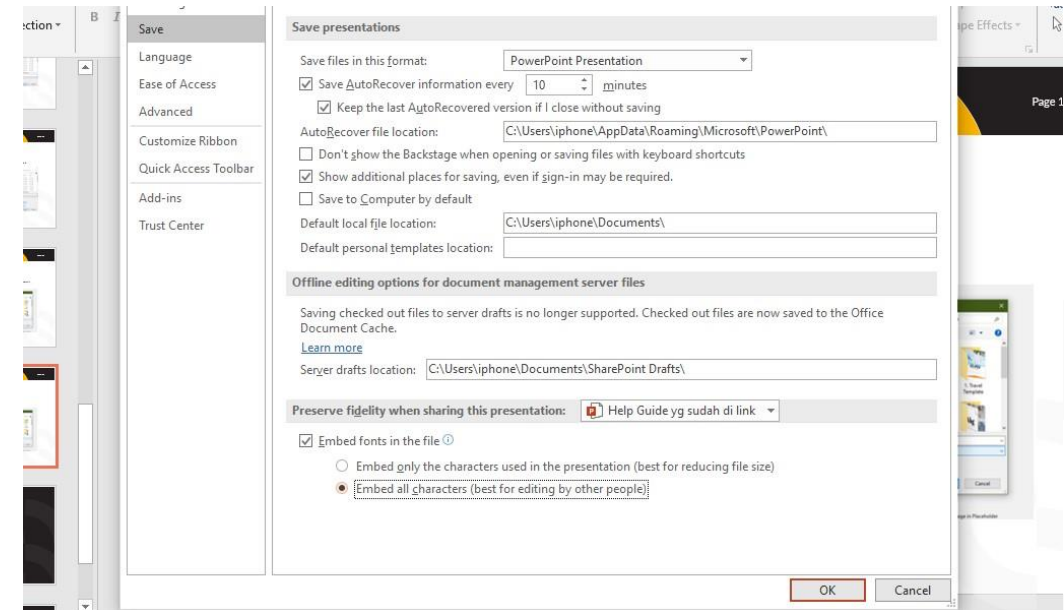 ction
B I
Save
Language
Ease of Access
Advanced
Customize Ribbon
Quick Access Toolbar
Add-ins
Trust Center
Save presentations
Save files in this format: PowerPoint Presentation
Save AutoRecover information every 10 minutes
Keep the last AutoRecovered version if I close without saving
AutoRecover file location: C:\Users\iphone\AppData\Roaming\Microsoft\PowerPoint\
Don't show the Backstage when opening or saving files with keyboard shortcuts
Show additional places for saving, even if sign-in may be required.
Save to Computer by default
Default local file location: C:\Users\iphone\Documents\
Default personal templates location:
Offline editing options for document management server files
Saving checked out files to server drafts is no longer supported. Checked out files are now saved to the Office
Document Cache.
Learn more
Server drafts location: C:\Users\iphone\Documents\SharePoint Drafts\
Preserve fidelity when sharing this presentation: Help Guide yg sudah di link
Embed fonts in the file
Embed only the characters used in the presentation (best for reducing file size)
Embed all characters (best for editing by other people)
OK Cancel
pe Effects
Page 1
Cancel